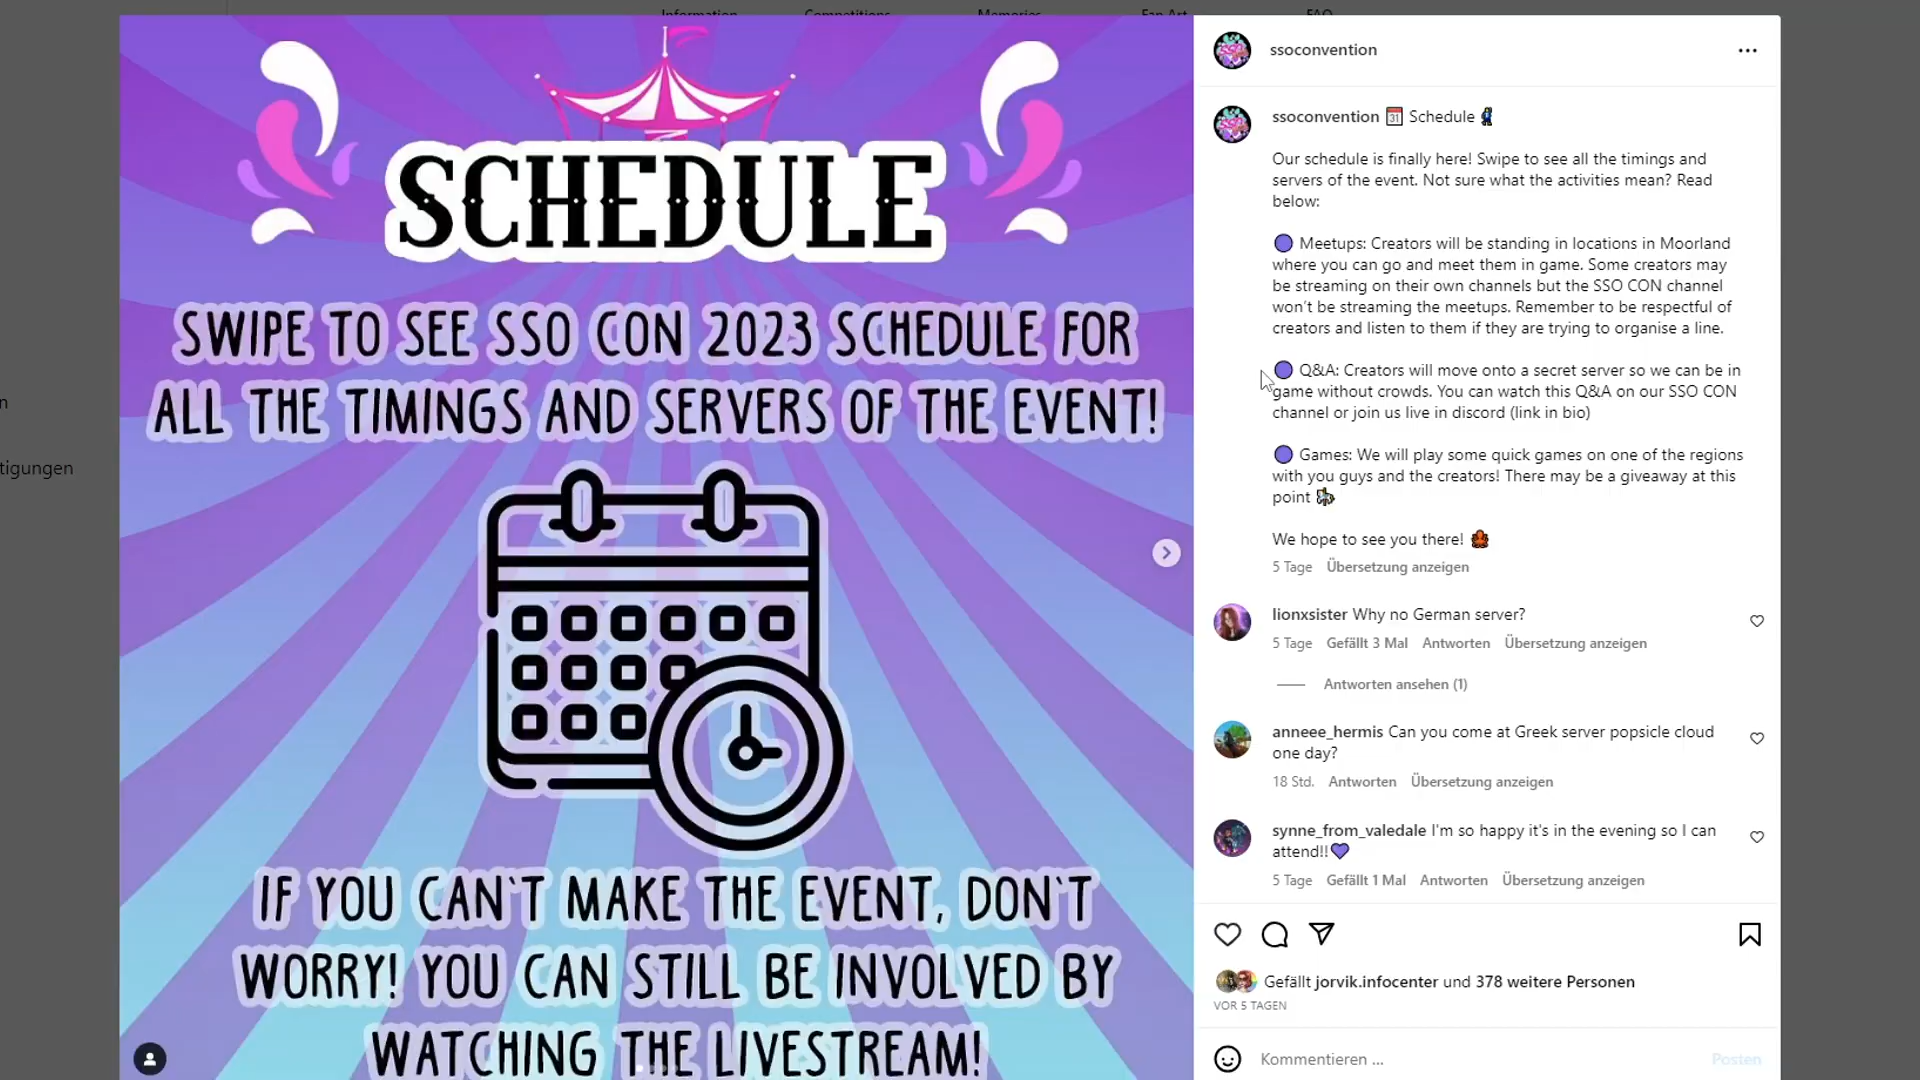 Information
Competitions
Memories
Fan Art
FAQ
n
tigungen
SCHEDULE
SWIPE TO SEE SSO CON 2023 SCHEDULE FOR
ALL THE TIMINGS AND SERVERS OF THE EVENT!
IF YOU CAN'T MAKE THE EVENT, DON'T
WORRY! YOU CAN STILL BE INVOLVED BY
WATCHING THE LIVESTREAM!
ssoconvention
ssoconvention 📅 Schedule
Our schedule is finally here! Swipe to see all the timings and
servers of the event. Not sure what the activities mean? Read
below:
🟣 Meetups: Creators will be standing in locations in Moorland
where you can go and meet them in game. Some creators may
be streaming on their own channels but the SSO CON channel
won't be streaming the meetups. Remember to be respectful of
creators and listen to them if they are trying to organise a line.
🟣 Q&A: Creators will move onto a secret server so we can be in
game without crowds. You can watch this Q&A on our SSO CON
channel or join us live in discord (link in bio)
🟣 Games: We will play some quick games on one of the regions
with you guys and the creators! There may be a giveaway at this
point
We hope to see you there!
5 Tage Übersetzung anzeigen
lionxsister Why no German server?
5 Tage Gefällt 3 Mal Antworten Übersetzung anzeigen
Antworten ansehen (1)
anneee_hermis Can you come at Greek server popsicle cloud
one day?
18 Std. Antworten Übersetzung anzeigen
synne_from_valedale I'm so happy it's in the evening so I can
attend!!💜
5 Tage Gefällt 1 Mal Antworten Übersetzung anzeigen
Gefällt jorvik.infocenter und 378 weitere Personen
VOR 5 TAGEN
Kommentieren ...
Posten